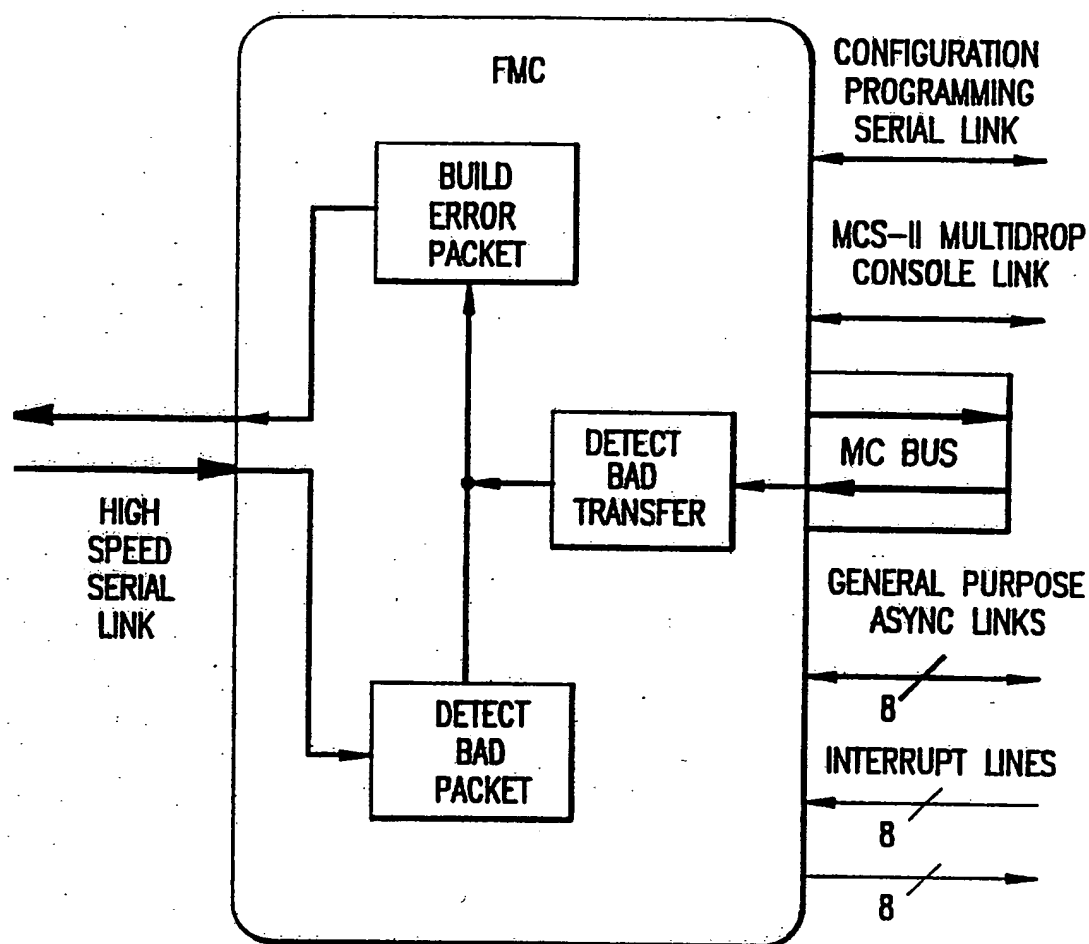 FMC
CONFIGURATION
PROGRAMMING
SERIAL LINK
BUILD
ERROR
PACKET
MCS-II MULTIDROP
CONSOLE LINK
DETECT
BAD
TRANSFER
MC BUS
HIGH
SPEED
SERIAL
LINK
GENERAL PURPOSE
ASYNC LINKS
8
DETECT
BAD
PACKET
INTERRUPT LINES
8
8